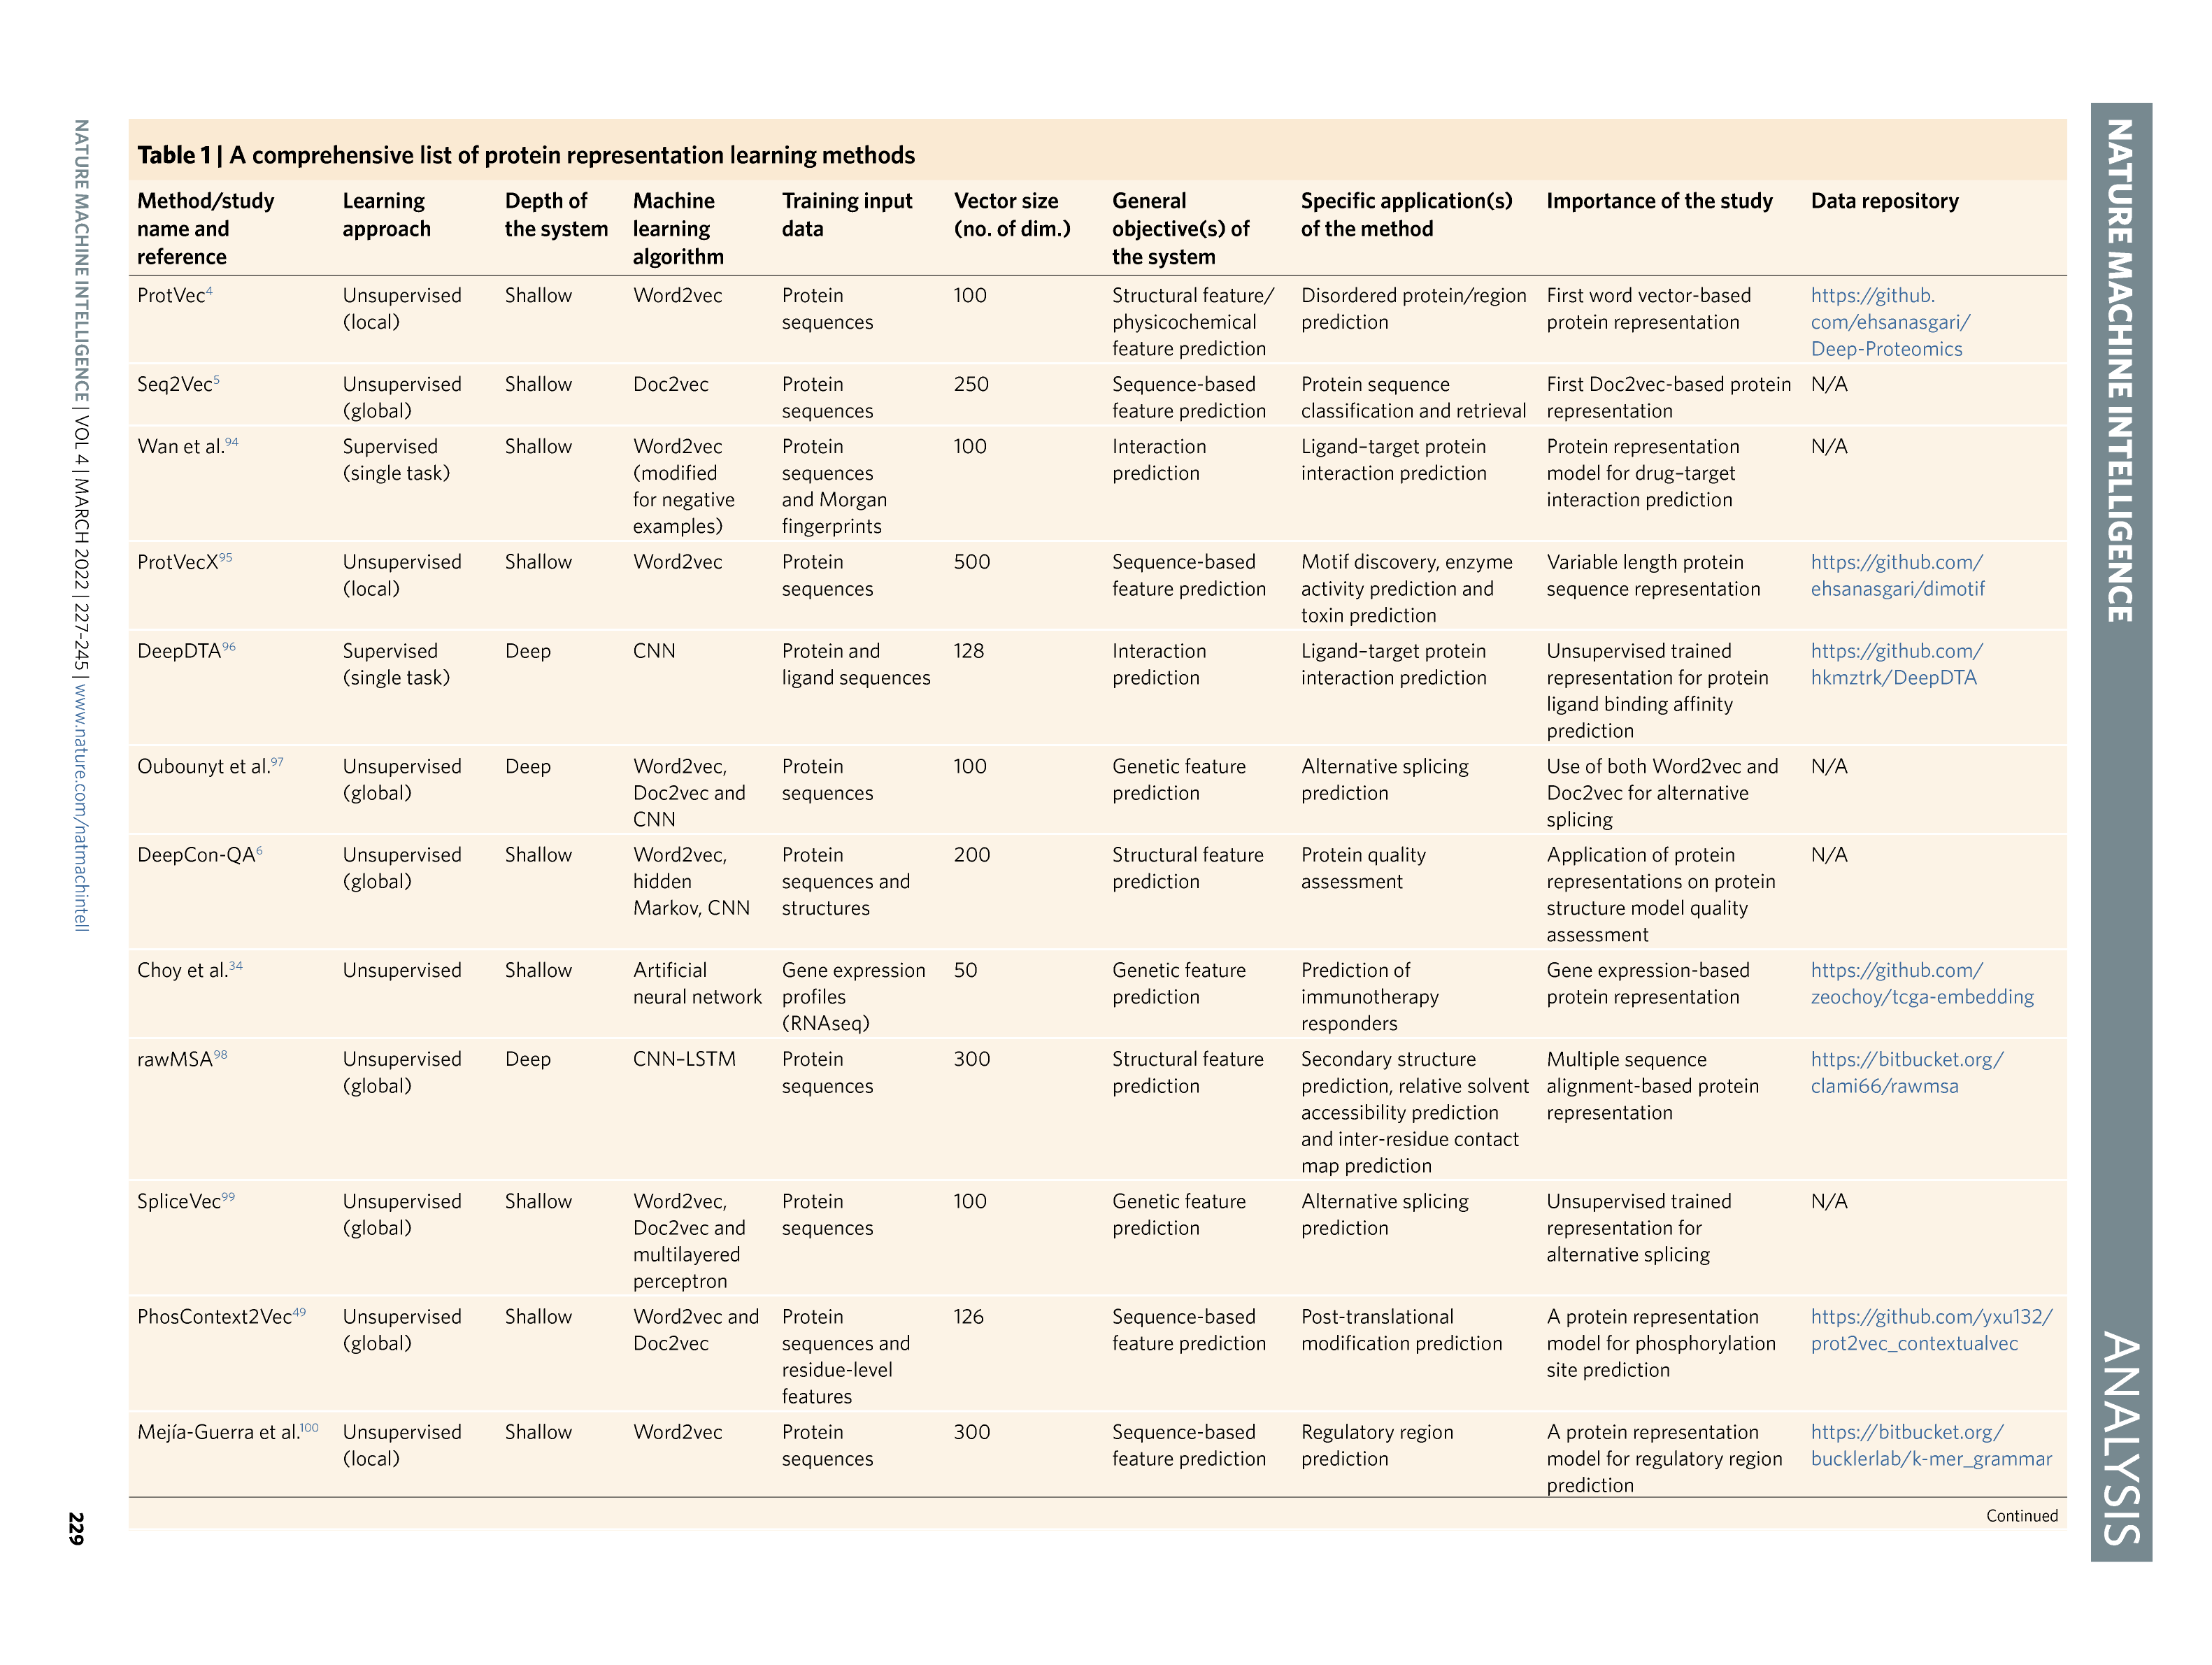 NATURE MACHINE INTELLIGENCE
ANALYSIS
Table 1 | A comprehensive list of protein representation learning methods
Method/study name and reference | Learning approach | Depth of the system | Machine learning algorithm | Training input data | Vector size (no. of dim.) | General objective(s) of the system | Specific application(s) of the method | Importance of the study | Data repository
ProtVec4 | Unsupervised (local) | Shallow | Word2vec | Protein sequences | 100 | Structural feature/physicochemical feature prediction | Disordered protein/region prediction | First word vector-based protein representation | https://github.com/ehsanasgari/Deep-Proteomics
Seq2Vec5 | Unsupervised (global) | Shallow | Doc2vec | Protein sequences | 250 | Sequence-based feature prediction | Protein sequence classification and retrieval | First Doc2vec-based protein representation | N/A
Wan et al.94 | Supervised (single task) | Shallow | Word2vec (modified for negative examples) | Protein sequences and Morgan fingerprints | 100 | Interaction prediction | Ligand–target protein interaction prediction | Protein representation model for drug–target interaction prediction | N/A
ProtVecX95 | Unsupervised (local) | Shallow | Word2vec | Protein sequences | 500 | Sequence-based feature prediction | Motif discovery, enzyme activity prediction and toxin prediction | Variable length protein sequence representation | https://github.com/ehsanasgari/dimotif
DeepDTA96 | Supervised (single task) | Deep | CNN | Protein and ligand sequences | 128 | Interaction prediction | Ligand–target protein interaction prediction | Unsupervised trained representation for protein ligand binding affinity prediction | https://github.com/hkmztrk/DeepDTA
Oubounyt et al.97 | Unsupervised (global) | Deep | Word2vec, Doc2vec and CNN | Protein sequences | 100 | Genetic feature prediction | Alternative splicing prediction | Use of both Word2vec and Doc2vec for alternative splicing | N/A
DeepCon-QA6 | Unsupervised (global) | Shallow | Word2vec, hidden Markov, CNN | Protein sequences and structures | 200 | Structural feature prediction | Protein quality assessment | Application of protein representations on protein structure model quality assessment | N/A
Choy et al.34 | Unsupervised | Shallow | Artificial neural network | Gene expression profiles (RNAseq) | 50 | Genetic feature prediction | Prediction of immunotherapy responders | Gene expression-based protein representation | https://github.com/zeochoy/tcga-embedding
rawMSA98 | Unsupervised (global) | Deep | CNN–LSTM | Protein sequences | 300 | Structural feature prediction | Secondary structure prediction, relative solvent accessibility prediction and inter-residue contact map prediction | Multiple sequence alignment-based protein representation | https://bitbucket.org/clami66/rawmsa
SpliceVec99 | Unsupervised (global) | Shallow | Word2vec, Doc2vec and multilayered perceptron | Protein sequences | 100 | Genetic feature prediction | Alternative splicing prediction | Unsupervised trained representation for alternative splicing | N/A
PhosContext2Vec49 | Unsupervised (global) | Shallow | Word2vec and Doc2vec | Protein sequences and residue-level features | 126 | Sequence-based feature prediction | Post-translational modification prediction | A protein representation model for phosphorylation site prediction | https://github.com/yxu132/prot2vec_contextualvec
Mejía-Guerra et al.100 | Unsupervised (local) | Shallow | Word2vec | Protein sequences | 300 | Sequence-based feature prediction | Regulatory region prediction | A protein representation model for regulatory region prediction | https://bitbucket.org/bucklerlab/k-mer_grammar
Continued
NATURE MACHINE INTELLIGENCE | VOL 4 | MARCH 2022 | 227–245 | www.nature.com/natmachintell
229